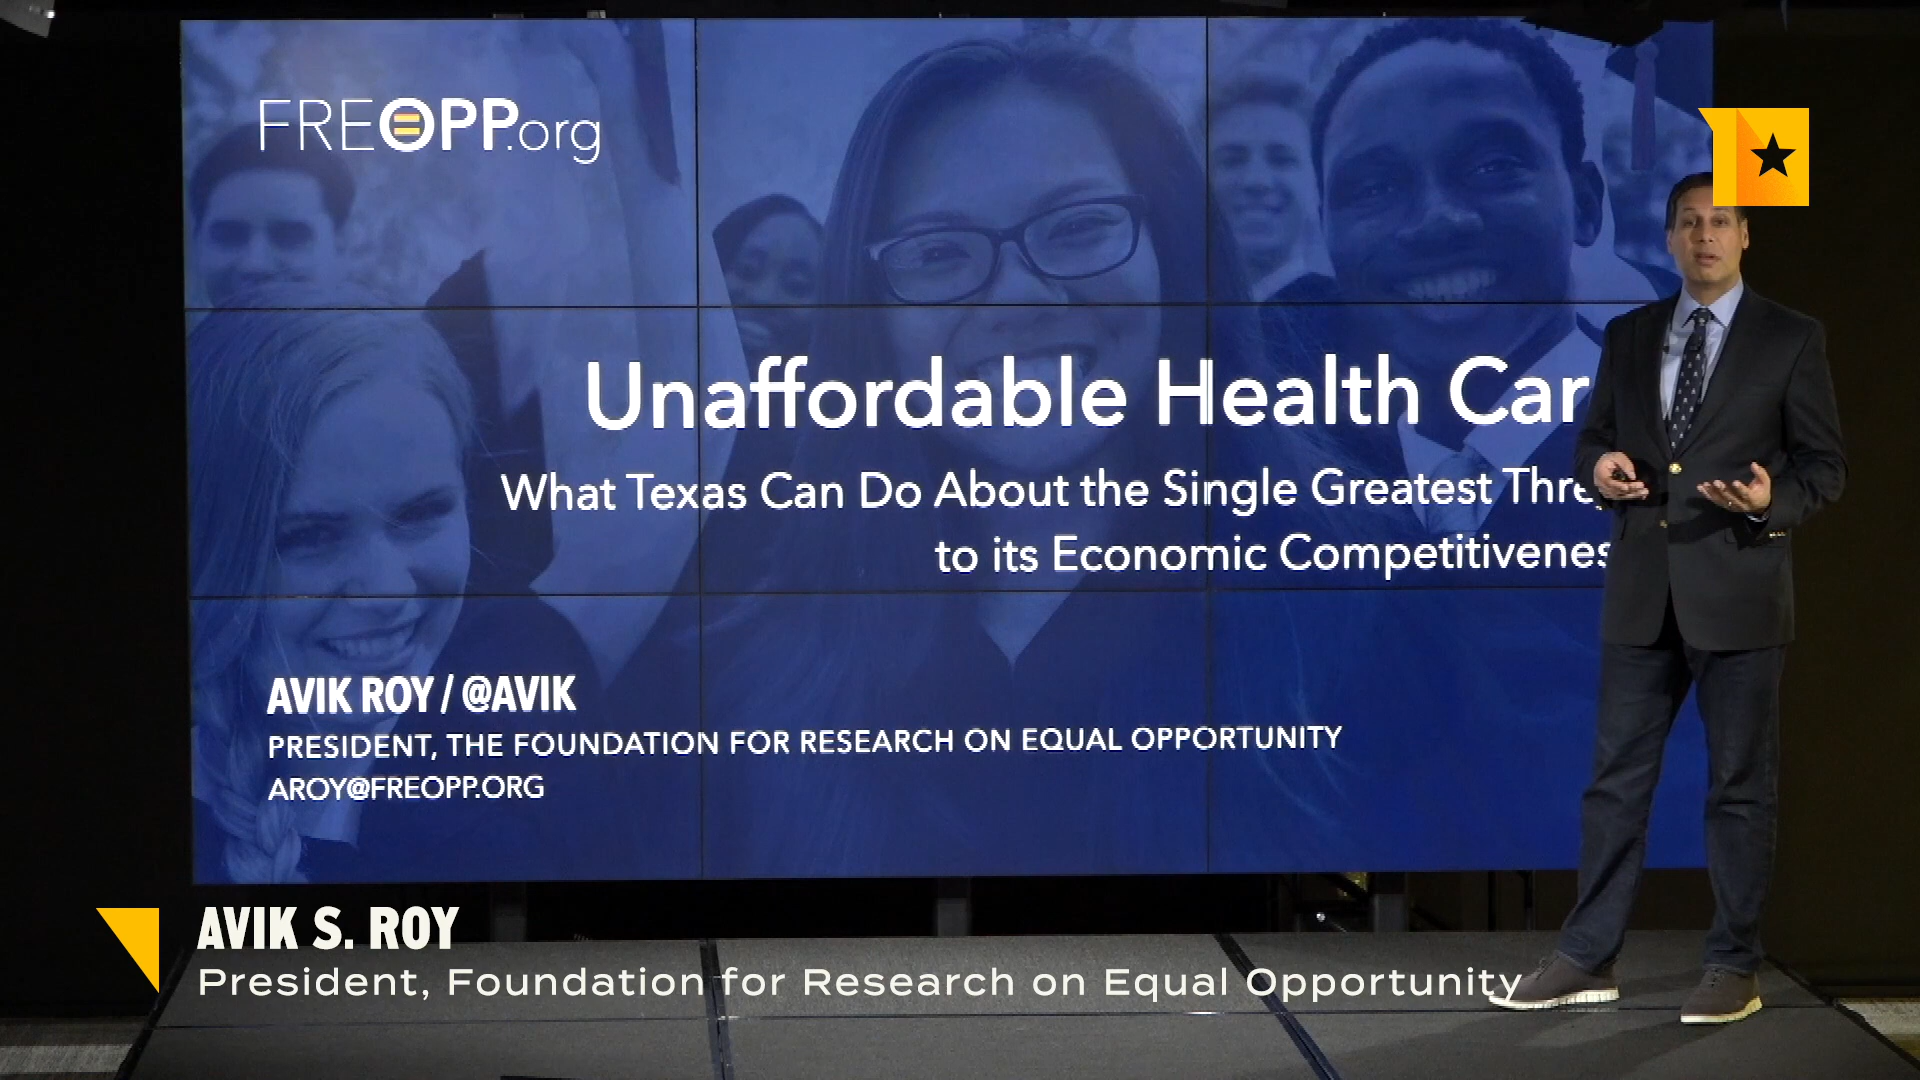 FREOPP.org
Unaffordable Health Car
What Texas Can Do About the Single Greatest Thre
to its Economic Competitivenes
AVIK ROY / @AVIK
PRESIDENT, THE FOUNDATION FOR RESEARCH ON EQUAL OPPORTUNITY
AROY@FREOPP.ORG
AVIK S. ROY
President, Foundation for Research on Equal Opportunity